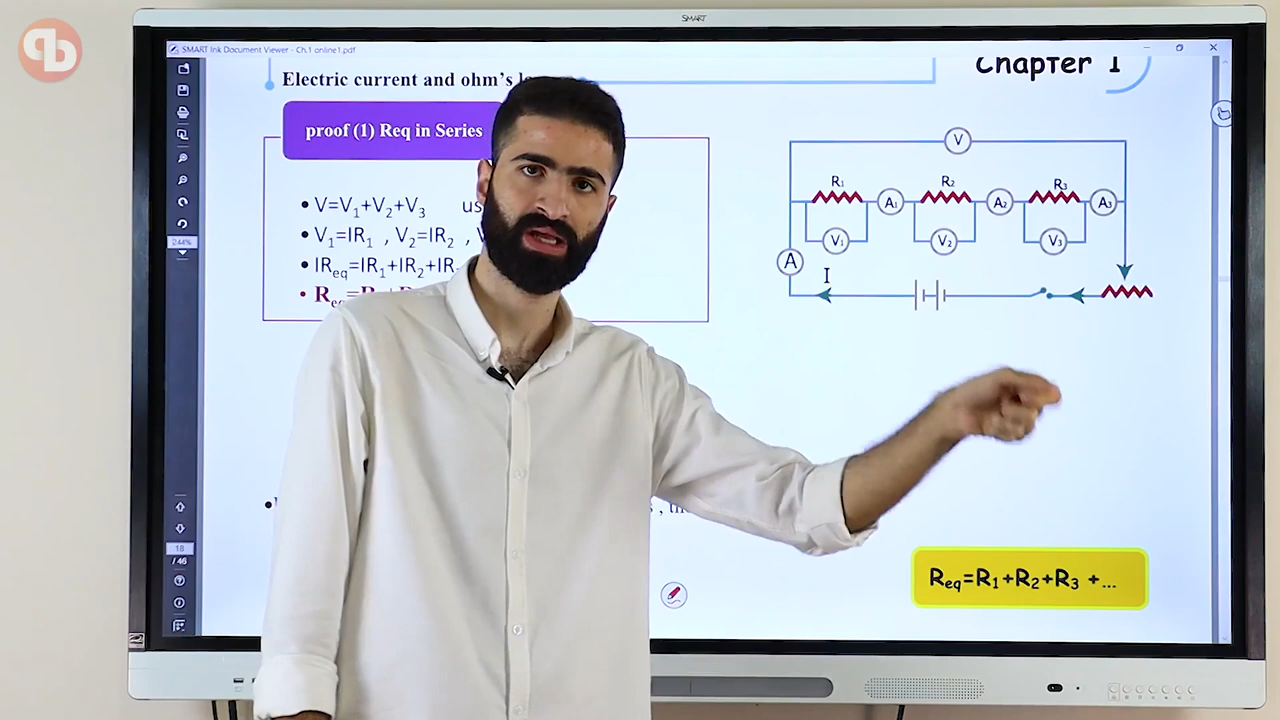 SMART
SMART Ink Document Viewer - Ch.1 online1.pdf
Chapter 1
Electric current and ohm's
proof (1) Req in Series
• V=V₁+V₂+V₃
• V₁=IR₁ , V₂=IR₂ ,
• IReq=IR₁+IR₂+IR
• Req=R
V
R₁
A₁
R₂
A₂
R₃
A₃
V₁
V₂
V₃
A
I
244%
18
/ 46
Req=R₁+R₂+R₃ +...